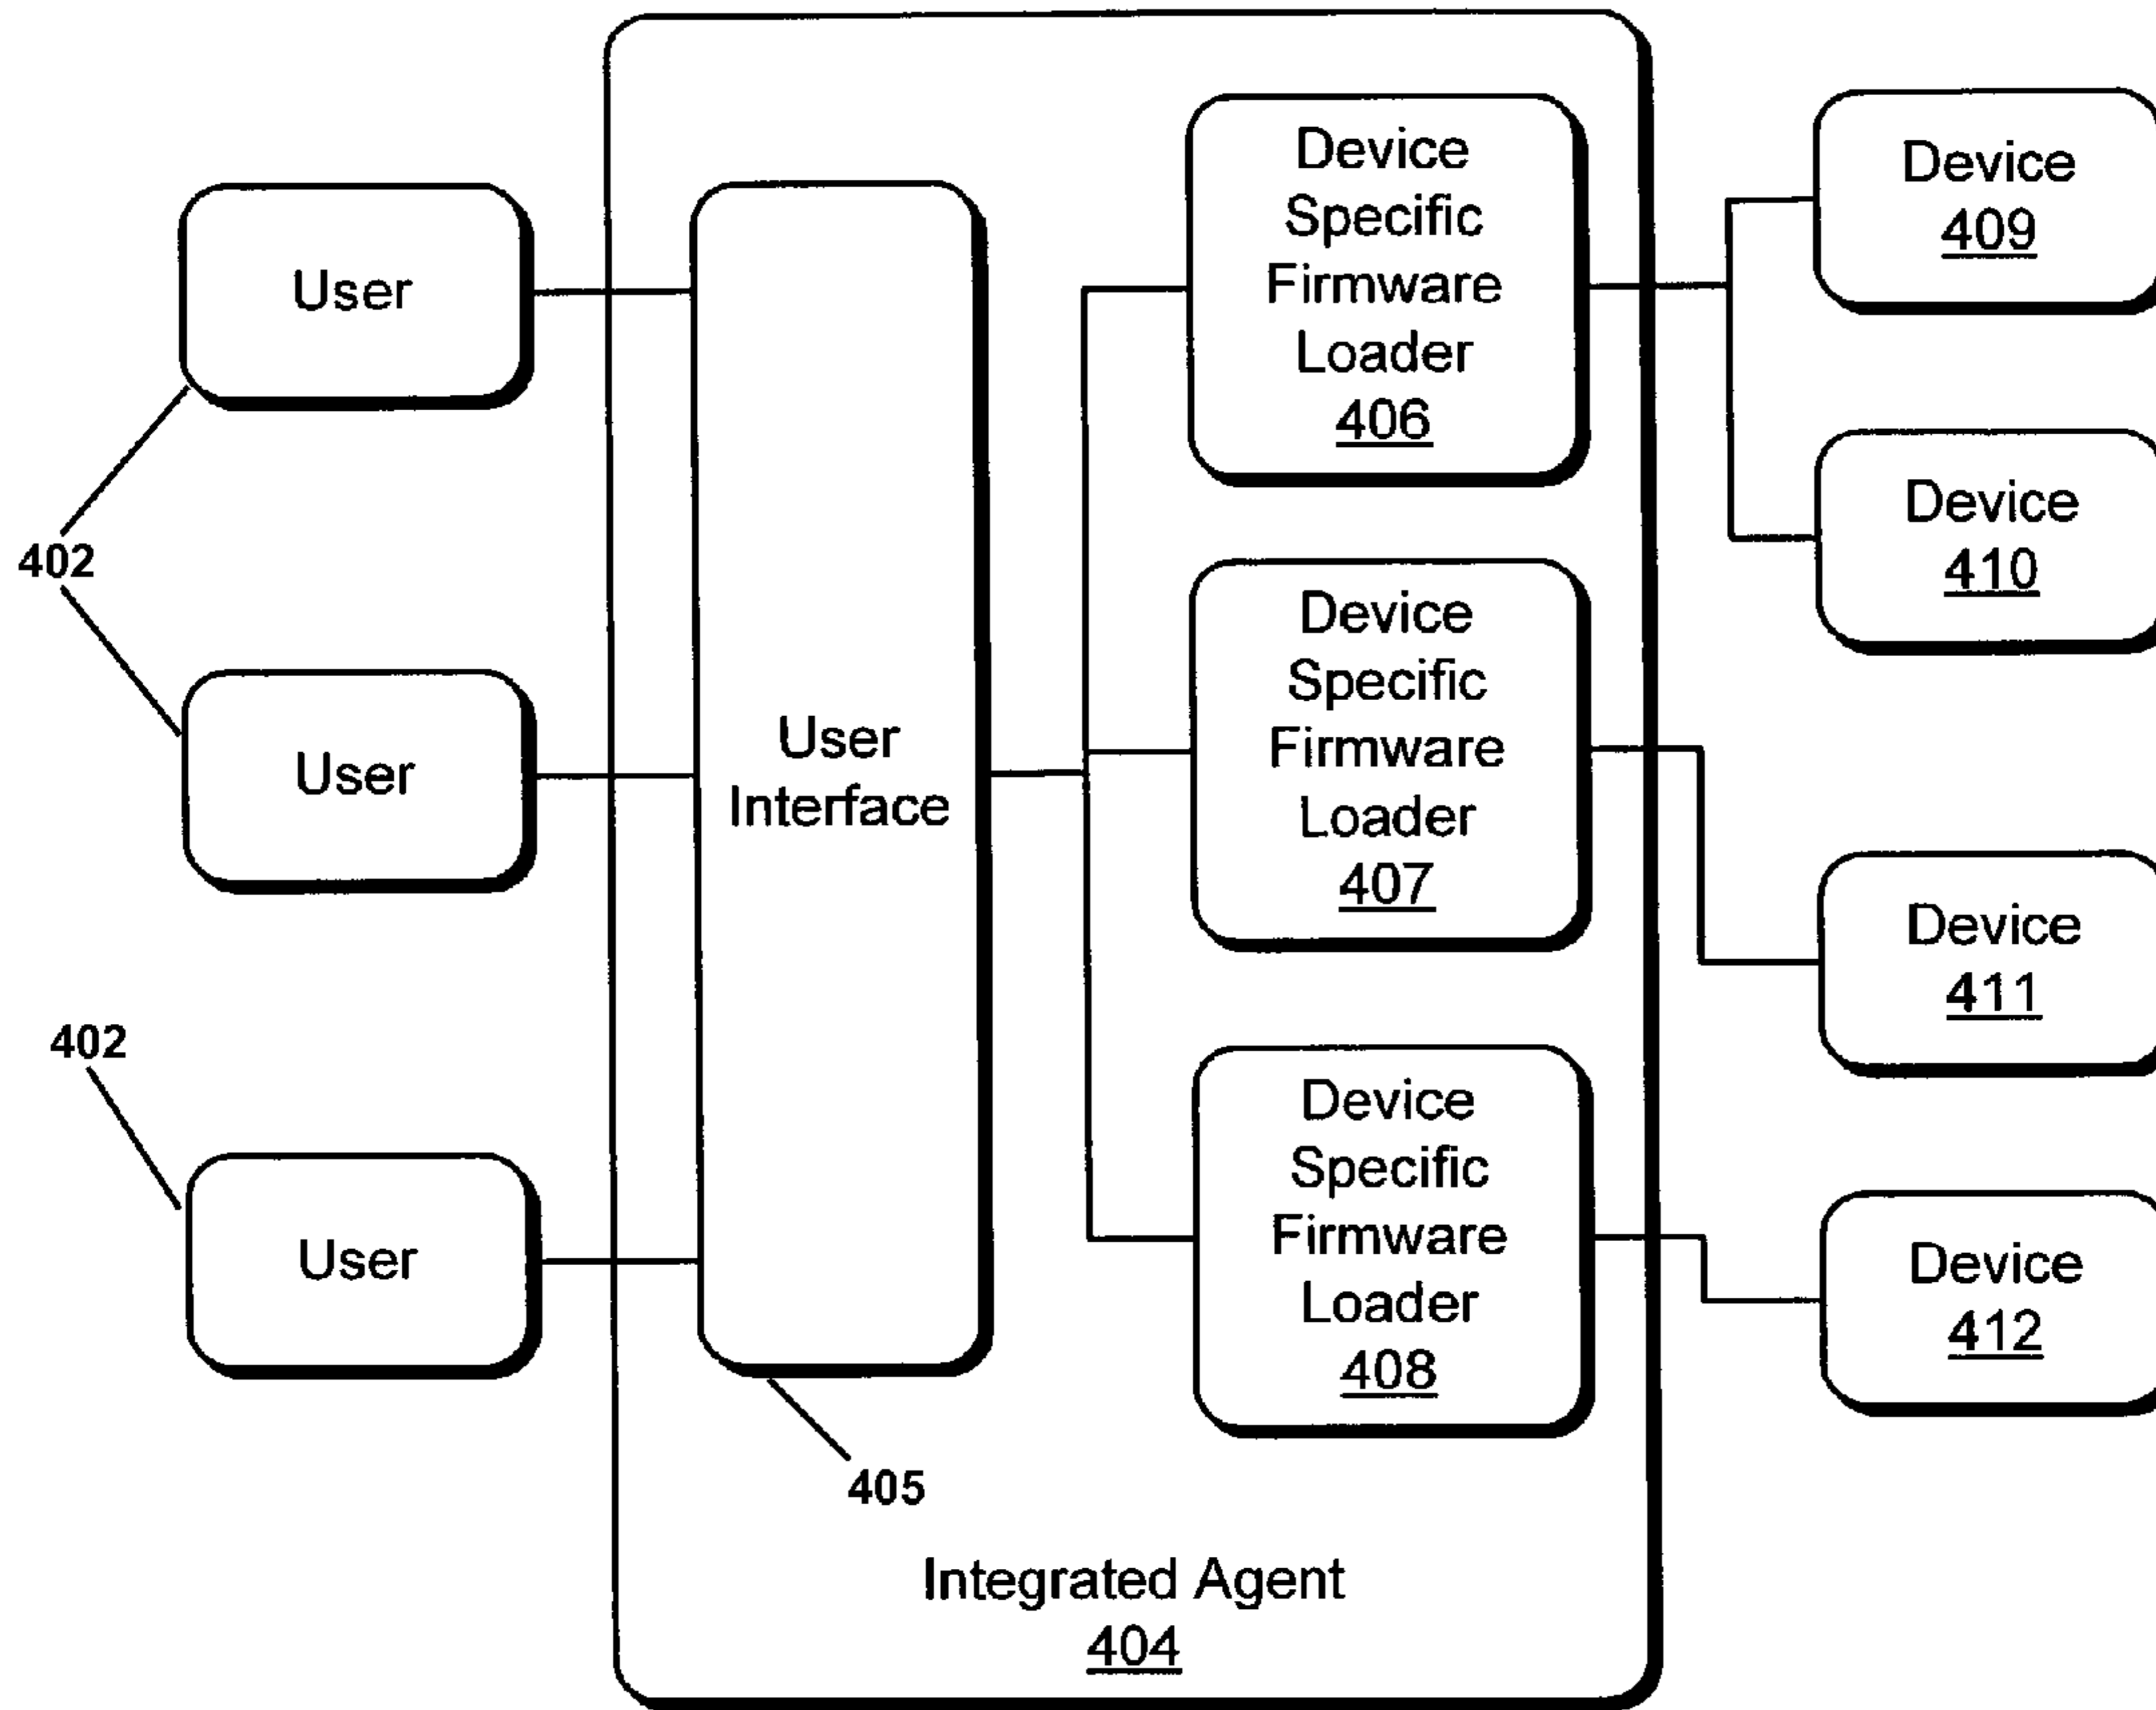 User
402
User
402
User
User
Interface
405
Device
Specific
Firmware
Loader
406
Device
Specific
Firmware
Loader
407
Device
Specific
Firmware
Loader
408
Integrated Agent
404
Device
409
Device
410
Device
411
Device
412